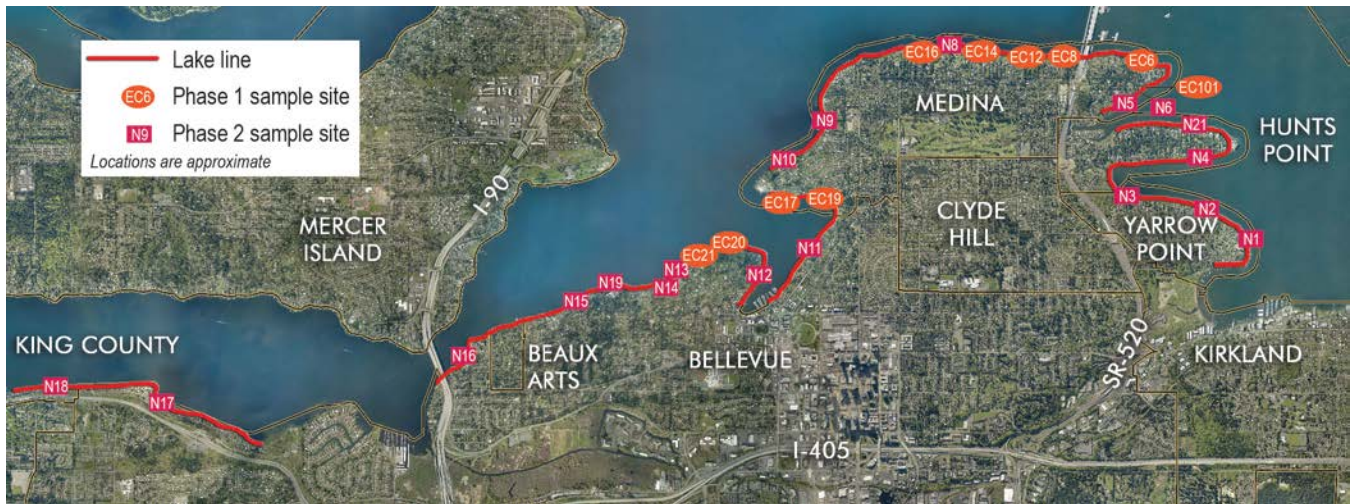 Lake line
EC6 Phase 1 sample site
N9 Phase 2 sample site
Locations are approximate
EC16
N8
EC14
EC12
EC8
EC6
EC101
N5
N6
N9
MEDINA
N21
HUNTS
POINT
N10
N4
EC17
EC19
N3
N2
I-90
MERCER
ISLAND
CLYDE
HILL
YARROW
POINT
N1
EC21
EC20
N11
N13
N12
N19
N14
N15
KING COUNTY
N16
BEAUX
ARTS
BELLEVUE
SR-520
KIRKLAND
N18
N17
I-405